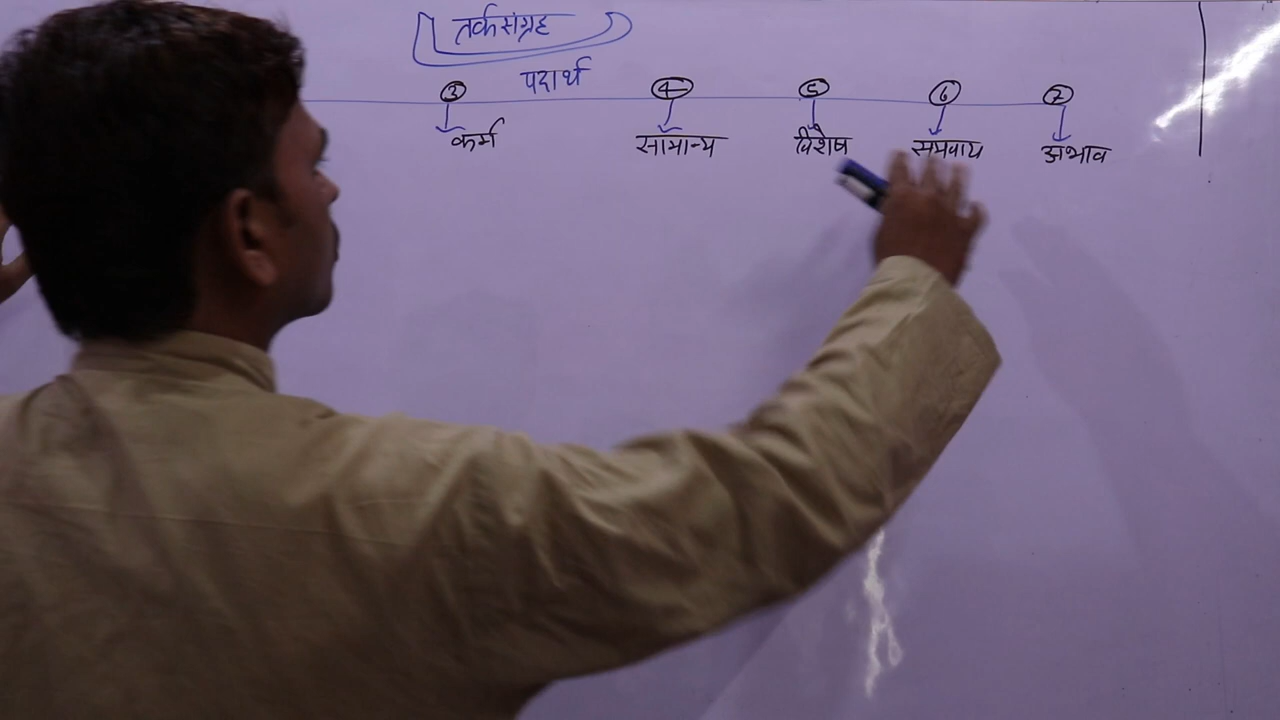 तर्कसंग्रह
पदार्थ
③ ④ ⑤ ⑥ ⑦
कर्म सामान्य विशेष समवाय अभाव